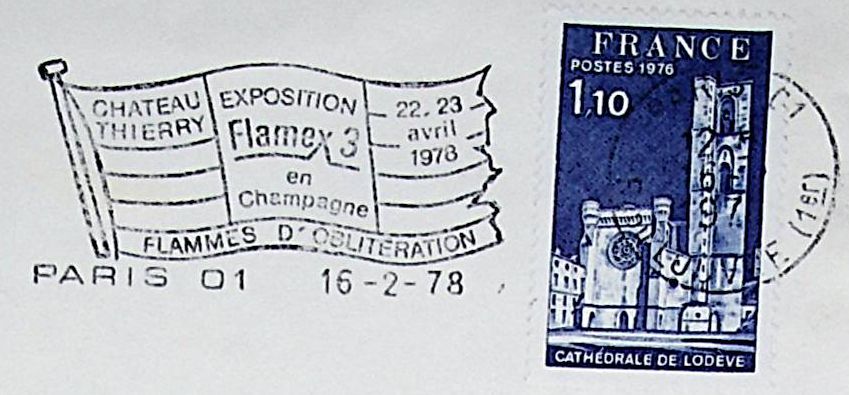 CHATEAU
THIERRY
EXPOSITION
Flamex 3
en
Champagne
22.23
avril
1978
FLAMMES D'OBLITERATION
PARIS 01 16-2-78
FRANCE
POSTES 1976
1,10
CATHÉDRALE DE LODÈVE
(1er)